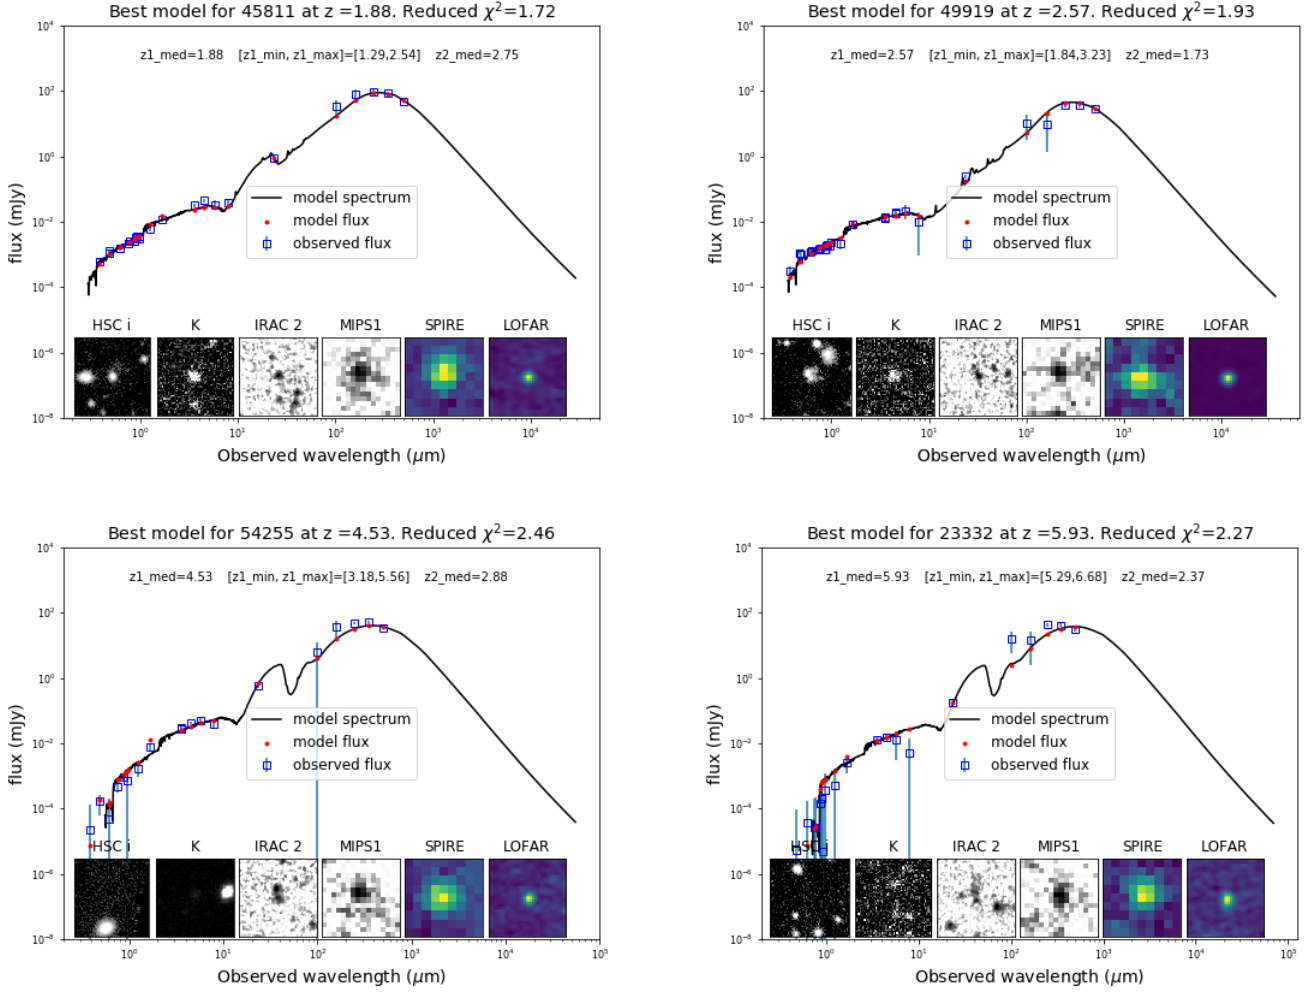 Best model for 45811 at z =1.88. Reduced χ²=1.72
z1_med=1.88 [z1_min, z1_max]=[1.29,2.54] z2_med=2.75
10⁴
10²
10⁰
10⁻²
10⁻⁴
10⁻⁶
10⁻⁸
flux (mJy)
model spectrum
model flux
observed flux
HSC i K IRAC 2 MIPS1 SPIRE LOFAR
10⁰ 10¹ 10² 10³ 10⁴
Observed wavelength (μm)
Best model for 49919 at z =2.57. Reduced χ²=1.93
z1_med=2.57 [z1_min, z1_max]=[1.84,3.23] z2_med=1.73
10⁴
10²
10⁰
10⁻²
10⁻⁴
10⁻⁶
10⁻⁸
flux (mJy)
model spectrum
model flux
observed flux
HSC i K IRAC 2 MIPS1 SPIRE LOFAR
10⁰ 10¹ 10² 10³ 10⁴
Observed wavelength (μm)
Best model for 54255 at z =4.53. Reduced χ²=2.46
z1_med=4.53 [z1_min, z1_max]=[3.18,5.56] z2_med=2.88
10⁴
10²
10⁰
10⁻²
10⁻⁴
10⁻⁶
10⁻⁸
flux (mJy)
model spectrum
model flux
observed flux
HSC i K IRAC 2 MIPS1 SPIRE LOFAR
10⁰ 10¹ 10² 10³ 10⁴ 10⁵
Observed wavelength (μm)
Best model for 23332 at z =5.93. Reduced χ²=2.27
z1_med=5.93 [z1_min, z1_max]=[5.29,6.68] z2_med=2.37
10⁴
10²
10⁰
10⁻²
10⁻⁴
10⁻⁶
10⁻⁸
flux (mJy)
model spectrum
model flux
observed flux
HSC i K IRAC 2 MIPS1 SPIRE LOFAR
10⁰ 10¹ 10² 10³ 10⁴ 10⁵
Observed wavelength (μm)